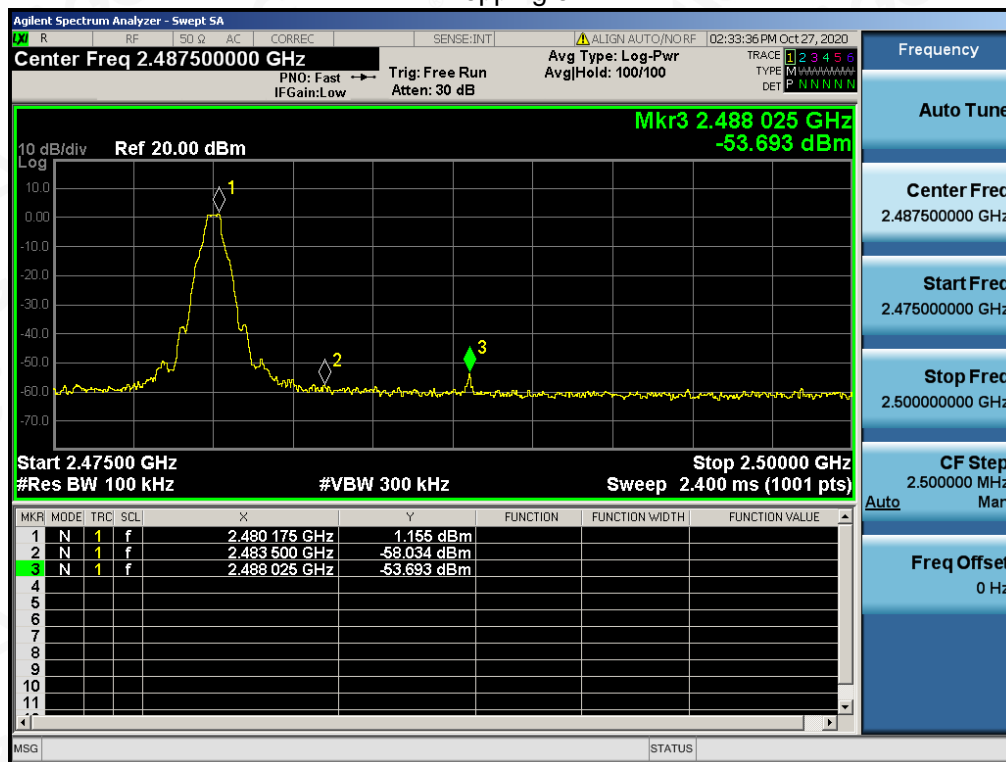 Agilent Spectrum Analyzer - Swept SA
LXI R RF 50 Ω AC CORREC SENSE:INT ALIGN AUTO/NO RF 02:33:36 PM Oct 27, 2020
Center Freq 2.487500000 GHz
PNO: Fast
IFGain:Low
Trig: Free Run
Atten: 30 dB
Avg Type: Log-Pwr
Avg|Hold: 100/100
TRACE 1 2 3 4 5 6
TYPE M WWWWW
DET P N N N N N
Mkr3 2.488 025 GHz
-53.693 dBm
10 dB/div Ref 20.00 dBm
Log
10.0
0.00
-10.0
-20.0
-30.0
-40.0
-50.0
-60.0
-70.0
1
2
3
Start 2.47500 GHz Stop 2.50000 GHz
#Res BW 100 kHz #VBW 300 kHz Sweep 2.400 ms (1001 pts)
MKR MODE TRC SCL X Y FUNCTION FUNCTION WIDTH FUNCTION VALUE
1 N 1 f 2.480 175 GHz 1.155 dBm
2 N 1 f 2.483 500 GHz -58.034 dBm
3 N 1 f 2.488 025 GHz -53.693 dBm
4
5
6
7
8
9
10
11
MSG STATUS
Frequency
Auto Tune
Center Freq
2.487500000 GHz
Start Freq
2.475000000 GHz
Stop Freq
2.500000000 GHz
CF Step
2.500000 MHz
Auto Man
Freq Offset
0 Hz